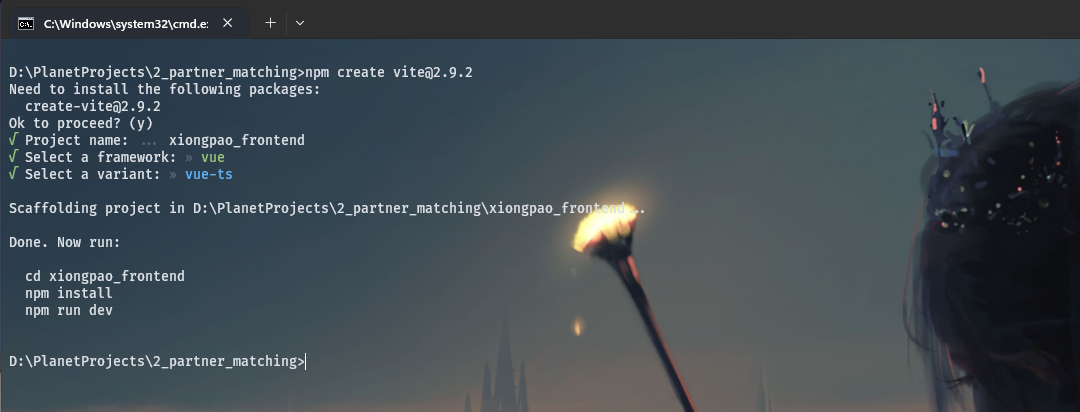 C:\Windows\system32\cmd.e
D:\PlanetProjects\2_partner_matching>npm create vite@2.9.2
Need to install the following packages:
  create-vite@2.9.2
Ok to proceed? (y)
√ Project name: ... xiongpao_frontend
√ Select a framework: » vue
√ Select a variant: » vue-ts
Scaffolding project in D:\PlanetProjects\2_partner_matching\xiongpao_frontend...
Done. Now run:
  cd xiongpao_frontend
  npm install
  npm run dev
D:\PlanetProjects\2_partner_matching>